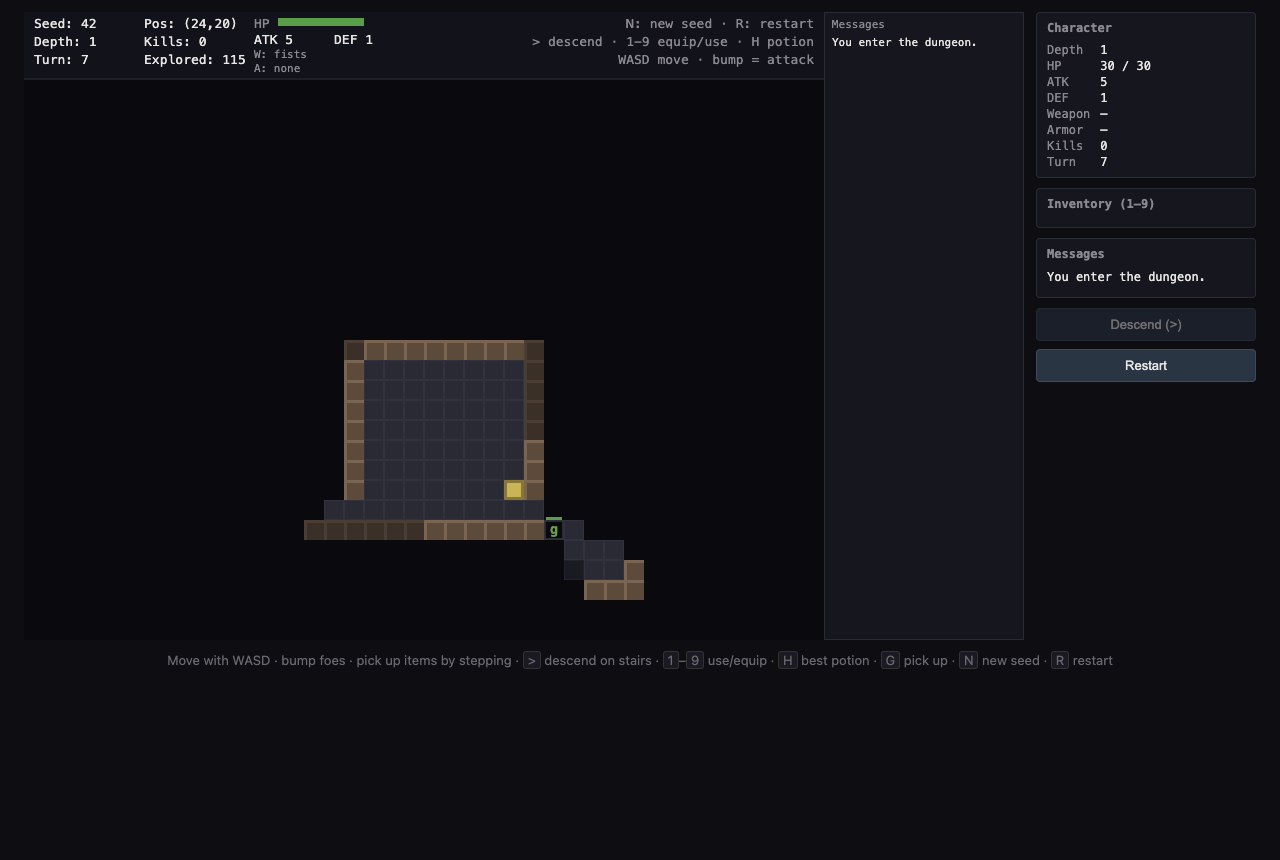 Seed: 42
Depth: 1
Turn: 7
Pos: (24,20)
Kills: 0
Explored: 115
HP
ATK 5 DEF 1
W: fists
A: none
N: new seed · R: restart
> descend · 1–9 equip/use · H potion
WASD move · bump = attack
g
Messages
You enter the dungeon.
Character
Depth 1
HP 30 / 30
ATK 5
DEF 1
Weapon —
Armor —
Kills 0
Turn 7
Inventory (1–9)
Messages
You enter the dungeon.
Descend (>)
Restart
Move with WASD · bump foes · pick up items by stepping · > descend on stairs · 1–9 use/equip · H best potion · G pick up · N new seed · R restart